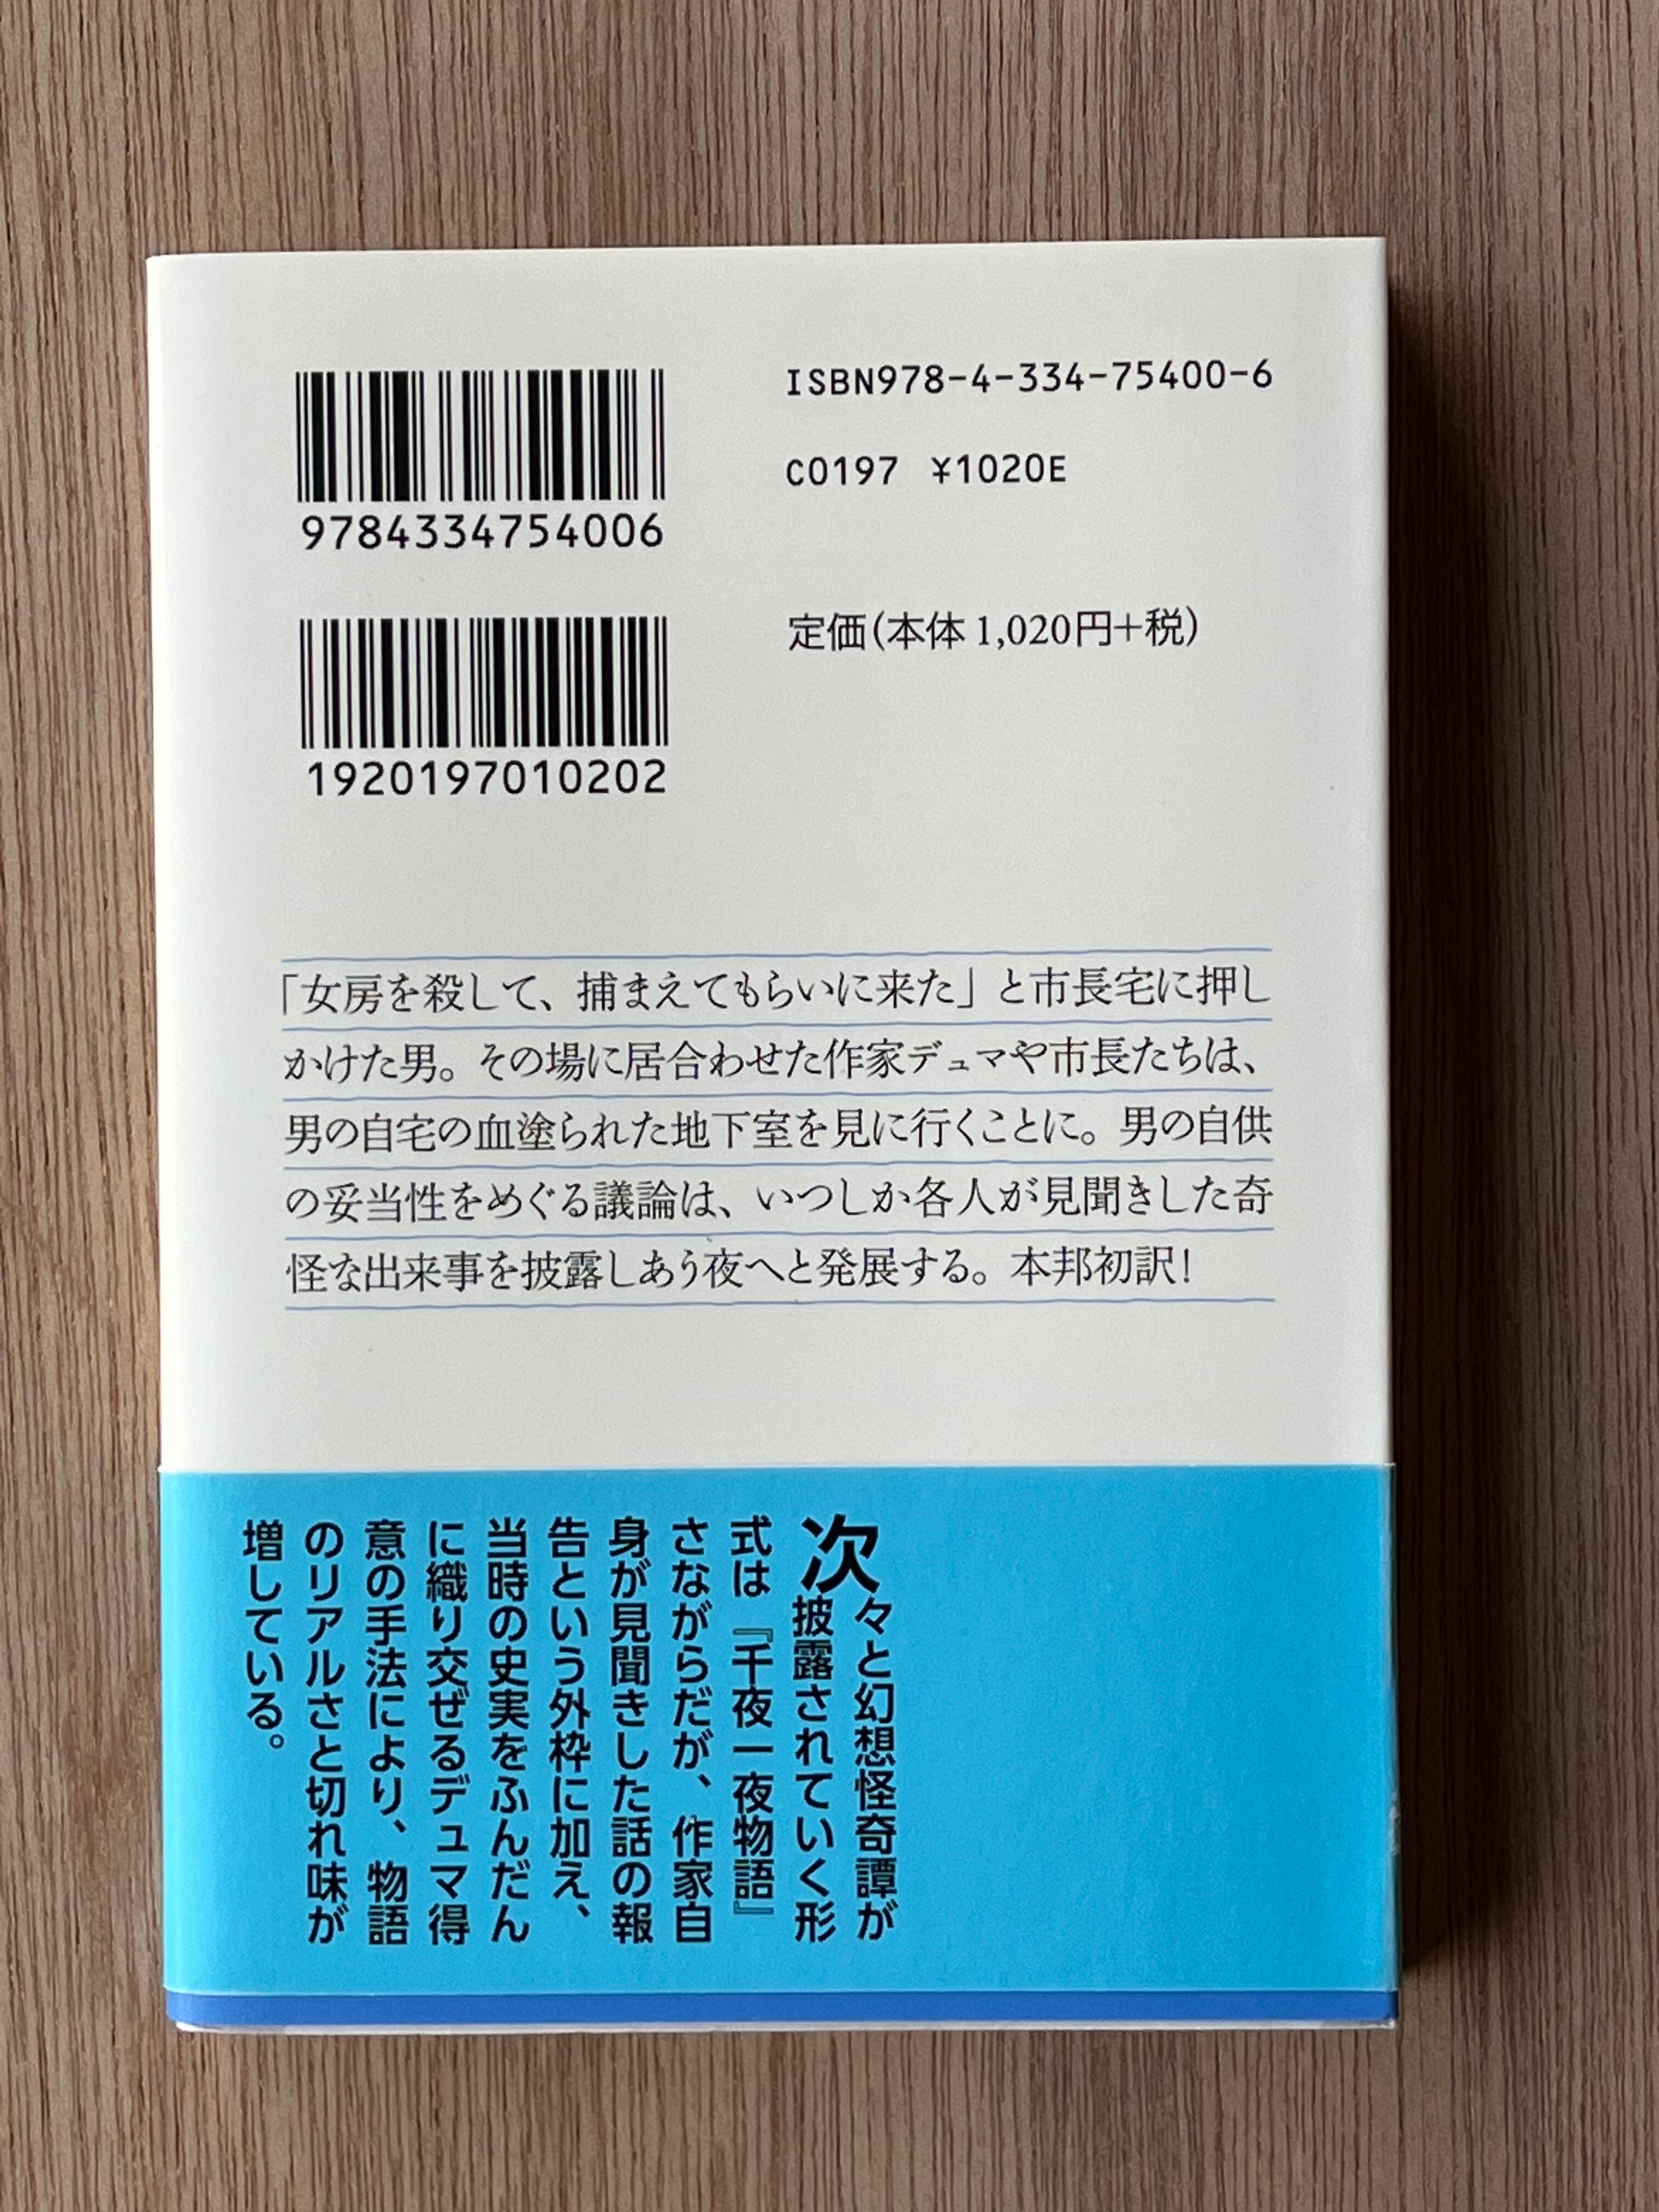 9784334754006
1920197010202
ISBN978-4-334-75400-6
C0197 ¥1020E
定価(本体1,020円+税)
「女房を殺して、捕まえてもらいに来た」と市長宅に押し
かけた男。その場に居合わせた作家デュマや市長たちは、
男の自宅の血塗られた地下室を見に行くことに。男の自供
の妥当性をめぐる議論は、いつしか各人が見聞きした奇
怪な出来事を披露しあう夜へと発展する。本邦初訳!
次々と幻想怪奇譚が
披露されていく形
式は『千夜一夜物語』
さながらだが、作家自
身が見聞きした話の報
告という外枠に加え、
当時の史実をふんだん
に織り交ぜるデュマ得
意の手法により、物語
のリアルさと切れ味が
増している。